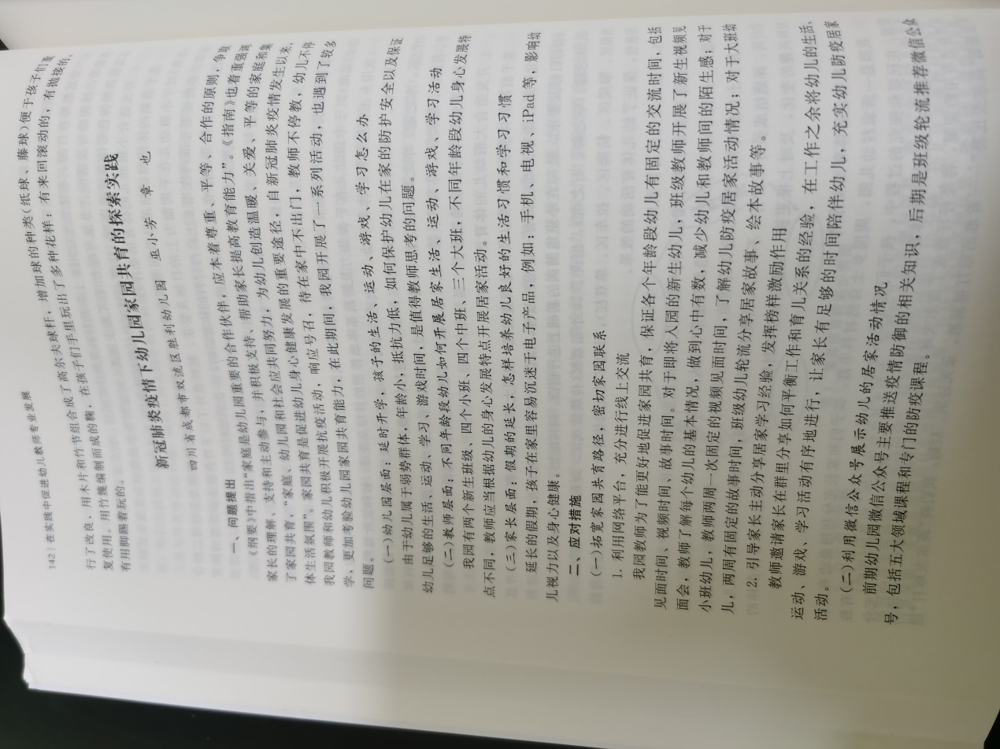 142 | 在实践中促进幼儿教师专业发展
行了改良，用木片和竹节组合成了高尔夫球杆，增加球的种类（纸球、藤球）便于孩子们重
复使用。用竹篾编制而成的鞠，在孩子们手里玩出了多种花样：有来回滚动的，有抛接的，
有用脚踢着玩的。
新冠肺炎疫情下幼儿园家园共育的探索实践
四川省成都市双流区胜利幼儿园 巫小芳 章 也
一、问题提出
《纲要》中指出“家庭是幼儿园重要的合作伙伴，应本着尊重、平等、合作的原则，争取
家长的理解、支持和主动参与，并积极支持、帮助家长提高教育能力”。《指南》也着重强调
了家园共育，“家庭、幼儿园和社会应共同努力，为幼儿创造温暖、关爱、平等的家庭和集
体生活氛围”。家园共育是促进幼儿身心健康发展的重要途径，自新冠肺炎疫情发生以来，
我园教师和幼儿积极开展抗疫活动，响应号召，待在家中不出门，教师不停教，幼儿不停
学，更加考验幼儿园家园共育能力，在此期间，我园开展了一系列活动，也遇到了较多
问题。
（一）幼儿园层面：延时开学，孩子的生活、运动、游戏、学习怎么办
由于幼儿属于弱势群体，年龄小，抵抗力低，如何保护幼儿在家的防护安全以及保证
幼儿足够的生活、运动、学习、游戏时间，是值得教师思考的问题。
（二）教师层面：不同年龄段幼儿如何开展居家生活、运动、游戏、学习活动
我园有两个新生班级、四个小班、四个中班、三个大班，不同年龄段幼儿身心发展特
点不同，教师应当根据幼儿的身心发展特点开展居家活动。
（三）家长层面：假期的延长，怎样培养幼儿良好的生活习惯和学习习惯
延长的假期，孩子在家里容易沉迷于电子产品，例如：手机、电视、iPad等，影响幼
儿视力以及身心健康。
二、应对措施
（一）拓宽家园共育路径，密切家园联系
1. 利用网络平台，充分进行线上交流
我园教师为了能更好地促进家园共育，保证各个年龄段幼儿有固定的交流时间，包括
见面时间、视频时间、故事时间。对于即将入园的新生幼儿，班级教师开展了新生视频见
面会，教师了解每个幼儿的基本情况，做到心中有数，减少幼儿和教师间的陌生感；对于
小班幼儿，教师两周一次固定的视频见面时间，了解幼儿防疫居家活动情况；对于大班幼
儿，两周有固定的故事时间，班级幼儿轮流分享居家故事、绘本故事等。
2. 引导家长主动分享居家学习经验，发挥榜样激励作用
教师邀请家长在群里分享如何平衡工作和育儿关系的经验，在工作之余将幼儿的生活、
运动、游戏、学习活动有序地进行，让家长有足够的时间陪伴幼儿，充实幼儿防疫居家
活动。
（二）利用微信公众号展示幼儿的居家活动情况
前期幼儿园微信公众号主要推送疫情防御的相关知识，后期是班级轮流推荐微信公众
号，包括五大领域课程和专门的防疫课程。